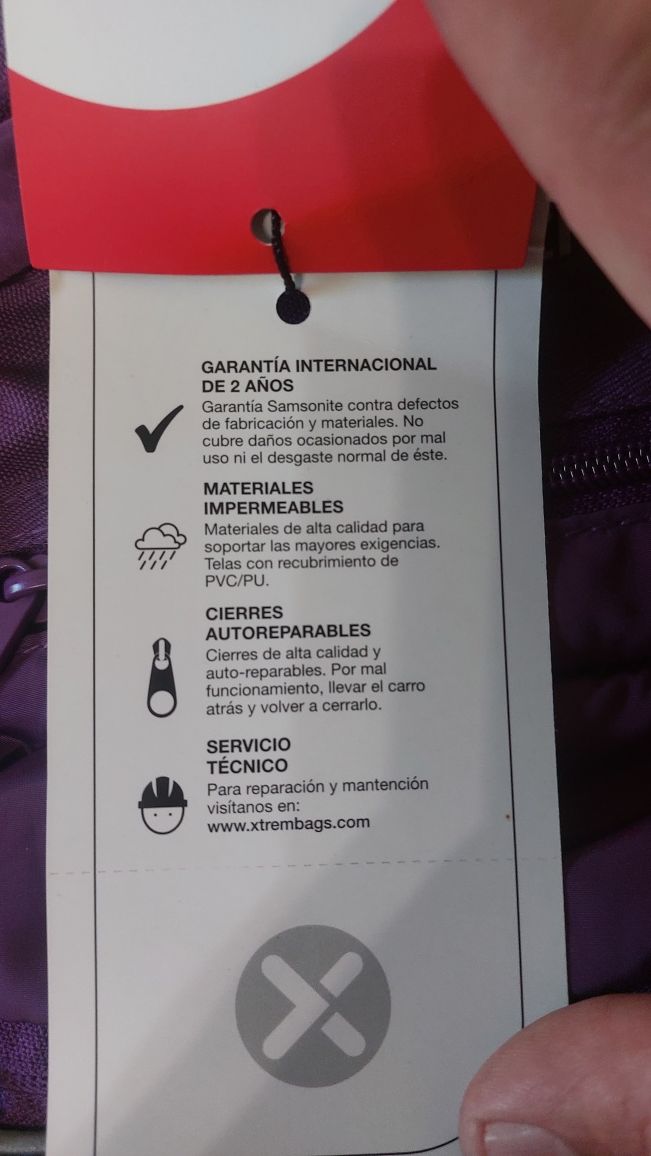 GARANTÍA INTERNACIONAL
DE 2 AÑOS
Garantía Samsonite contra defectos
de fabricación y materiales. No
cubre daños ocasionados por mal
uso ni el desgaste normal de éste.
MATERIALES
IMPERMEABLES
Materiales de alta calidad para
soportar las mayores exigencias.
Telas con recubrimiento de
PVC/PU.
CIERRES
AUTOREPARABLES
Cierres de alta calidad y
auto-reparables. Por mal
funcionamiento, llevar el carro
atrás y volver a cerrarlo.
SERVICIO
TÉCNICO
Para reparación y mantención
visítanos en:
www.xtrembags.com